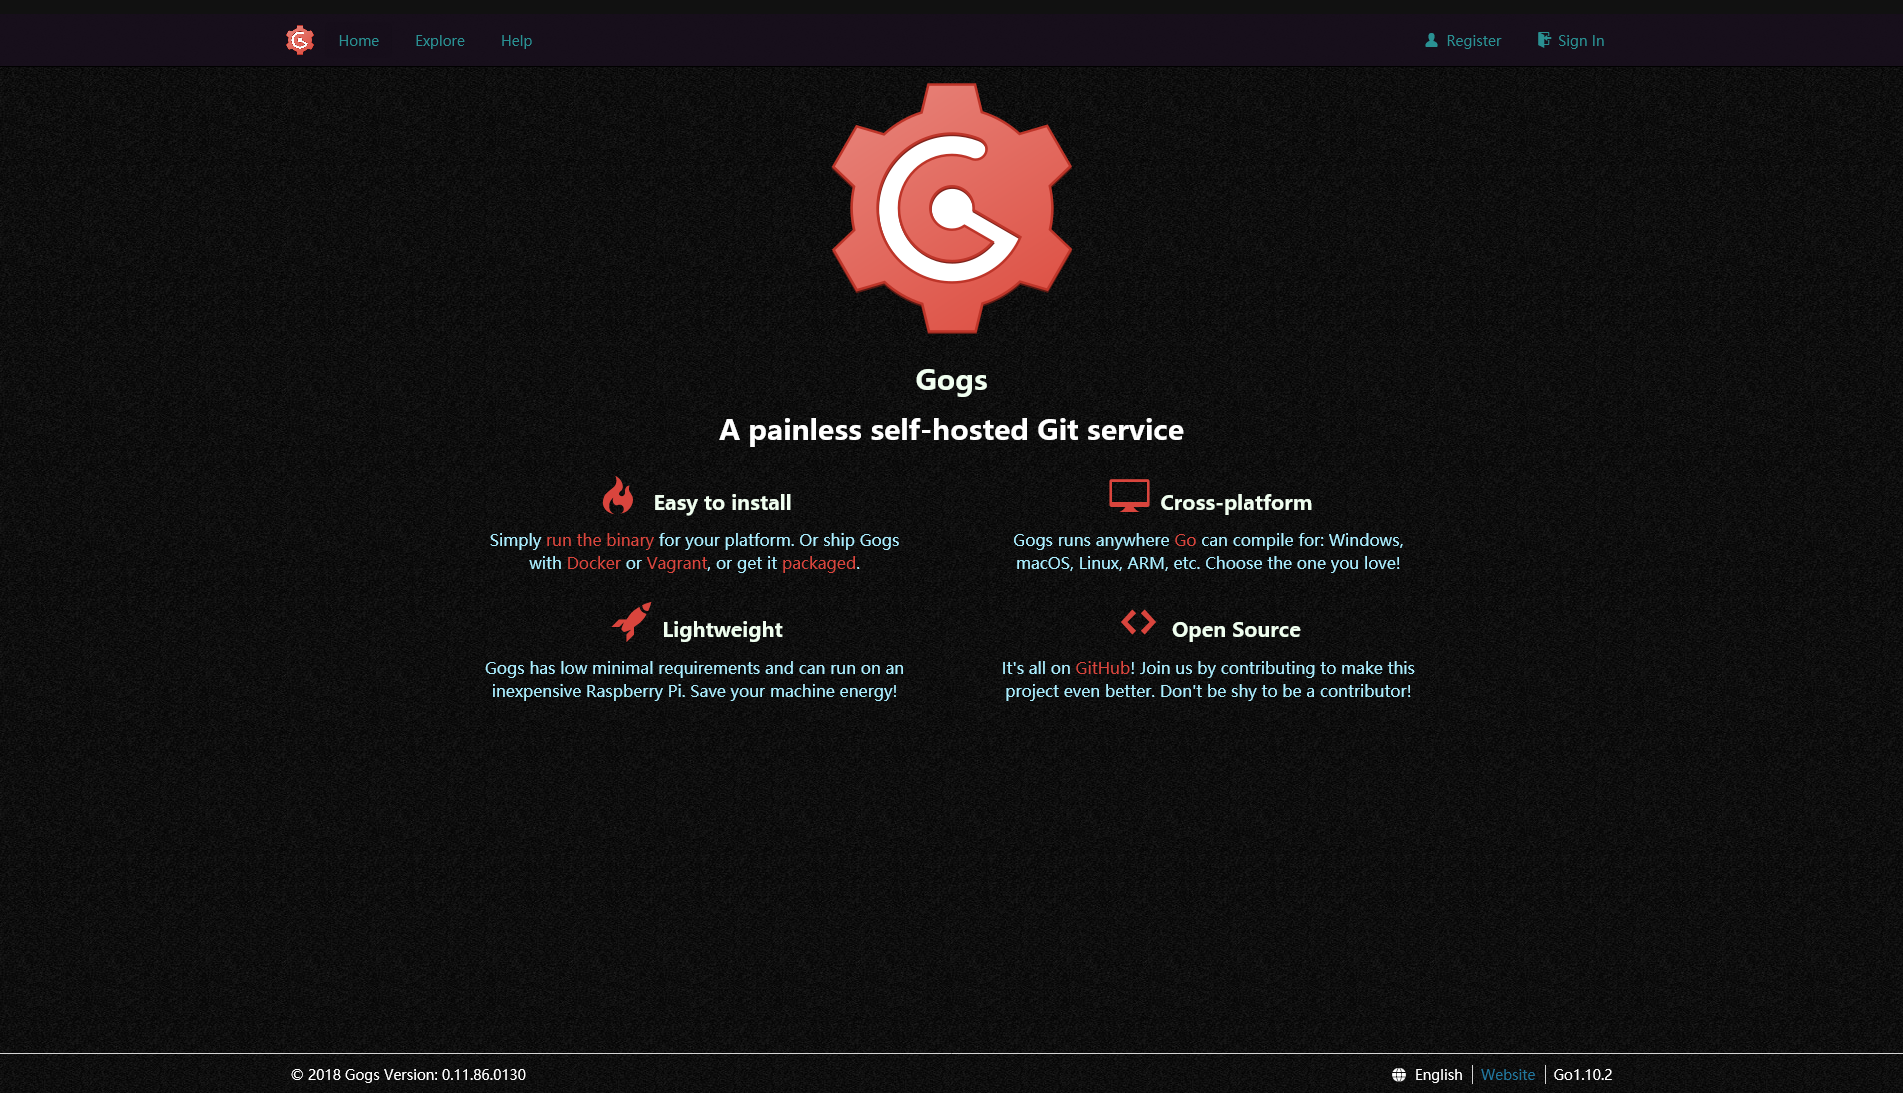 Home Explore Help Register Sign In
Gogs
A painless self-hosted Git service
Easy to install
Simply run the binary for your platform. Or ship Gogs
with Docker or Vagrant, or get it packaged.
Cross-platform
Gogs runs anywhere Go can compile for: Windows,
macOS, Linux, ARM, etc. Choose the one you love!
Lightweight
Gogs has low minimal requirements and can run on an
inexpensive Raspberry Pi. Save your machine energy!
Open Source
It's all on GitHub! Join us by contributing to make this
project even better. Don't be shy to be a contributor!
© 2018 Gogs Version: 0.11.86.0130 English Website Go1.10.2